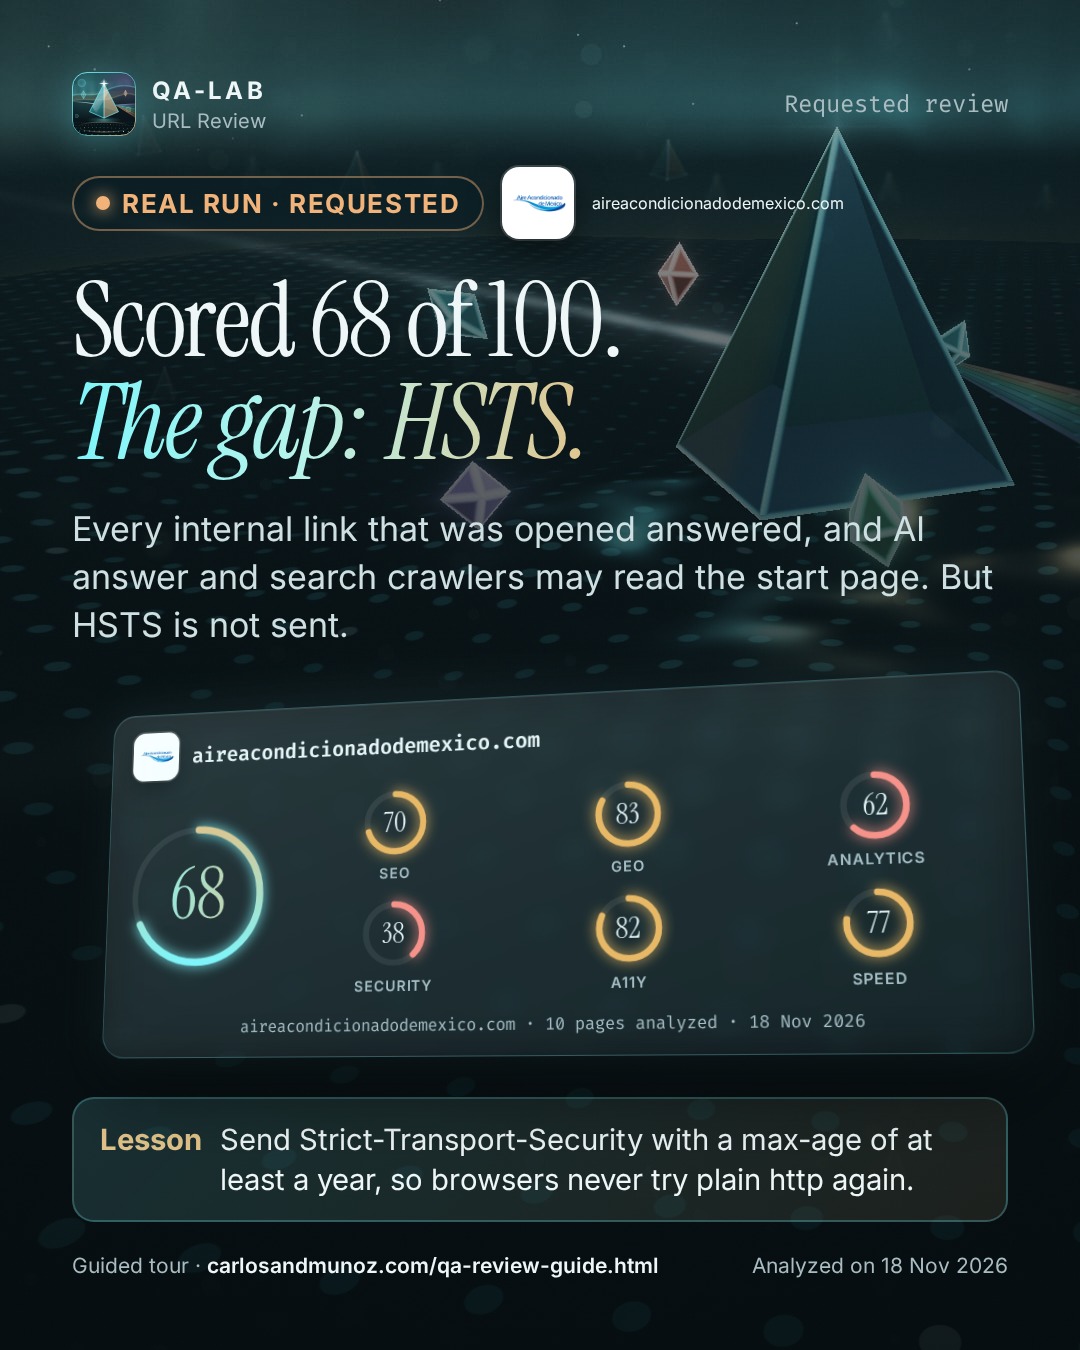 QA-LAB
URL Review
Requested review
REAL RUN · REQUESTED
Aire Acondicionado
de México
aireacondicionadodemexico.com
Scored 68 of 100.
The gap: HSTS.
Every internal link that was opened answered, and AI
answer and search crawlers may read the start page. But
HSTS is not sent.
aireacondicionadodemexico.com
68
70
SEO
83
GEO
62
ANALYTICS
38
SECURITY
82
A11Y
77
SPEED
aireacondicionadodemexico.com · 10 pages analyzed · 18 Nov 2026
Lesson Send Strict-Transport-Security with a max-age of at
least a year, so browsers never try plain http again.
Guided tour · carlosandmunoz.com/qa-review-guide.html
Analyzed on 18 Nov 2026